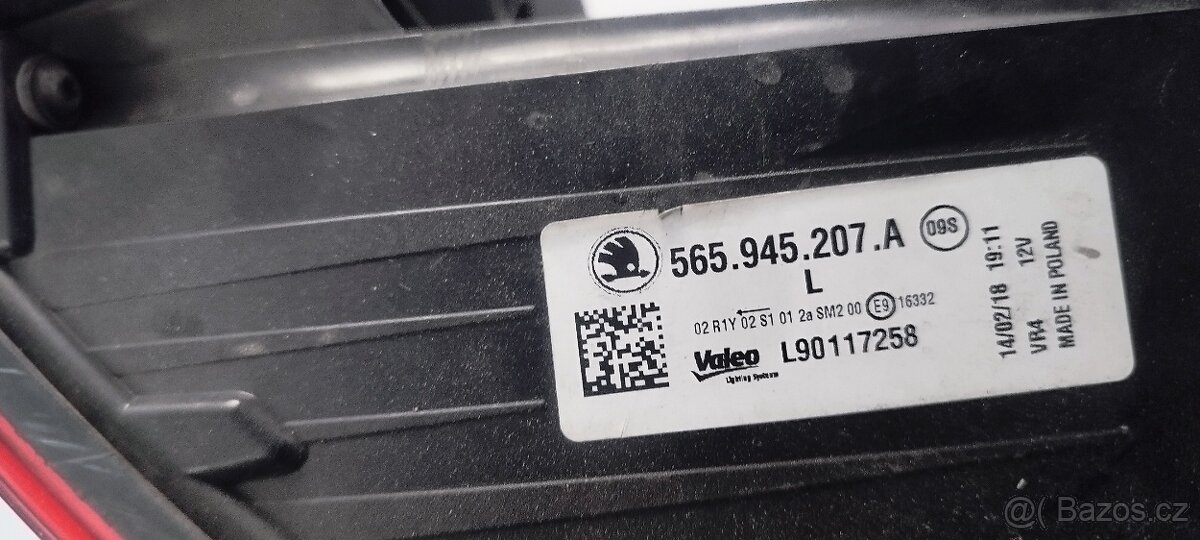 565.945.207.A 09S
L
02 R1Y 02 S1 01 2a SM2 00 E9 16332
Valeo L90117258
Lighting Systems
14/02/18 19:11
VR4 12V
MADE IN POLAND
@( Bazos.cz